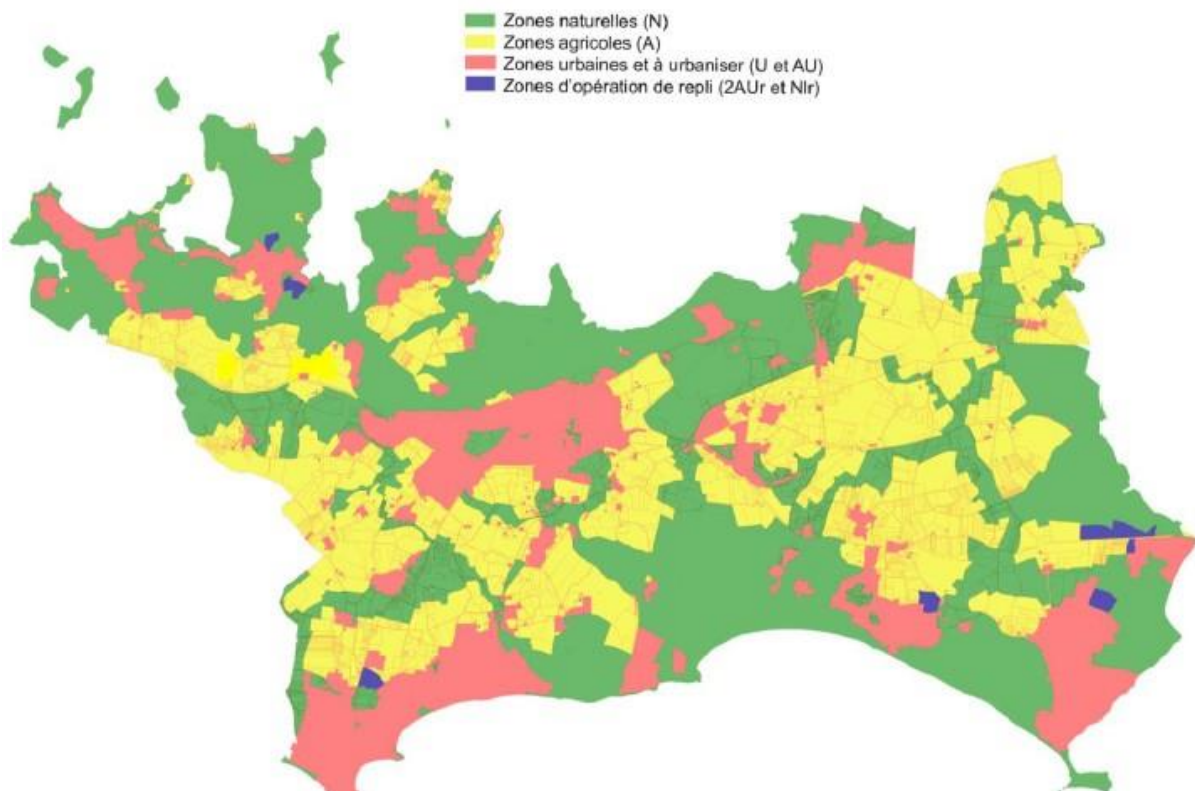 Zones naturelles (N)
Zones agricoles (A)
Zones urbaines et à urbaniser (U et AU)
Zones d'opération de repli (2AUr et Nlr)